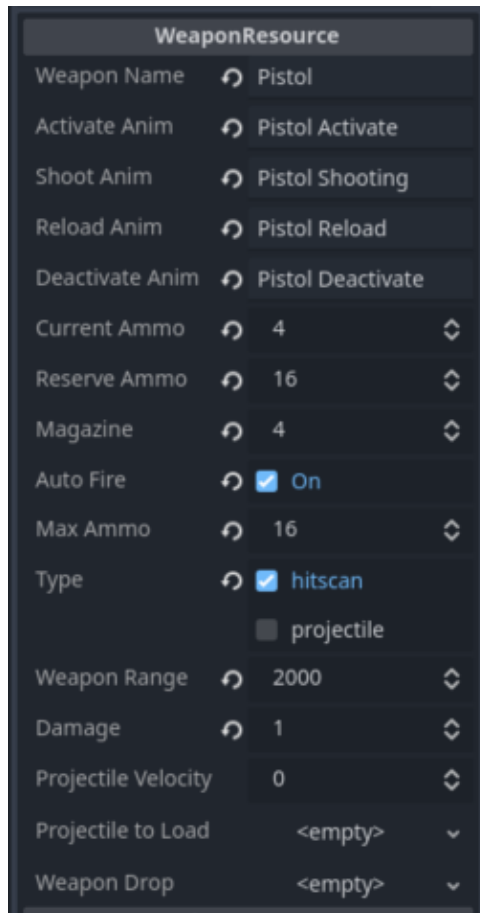 WeaponResource
Weapon Name Pistol
Activate Anim Pistol Activate
Shoot Anim Pistol Shooting
Reload Anim Pistol Reload
Deactivate Anim Pistol Deactivate
Current Ammo 4
Reserve Ammo 16
Magazine 4
Auto Fire On
Max Ammo 16
Type hitscan
projectile
Weapon Range 2000
Damage 1
Projectile Velocity 0
Projectile to Load <empty>
Weapon Drop <empty>